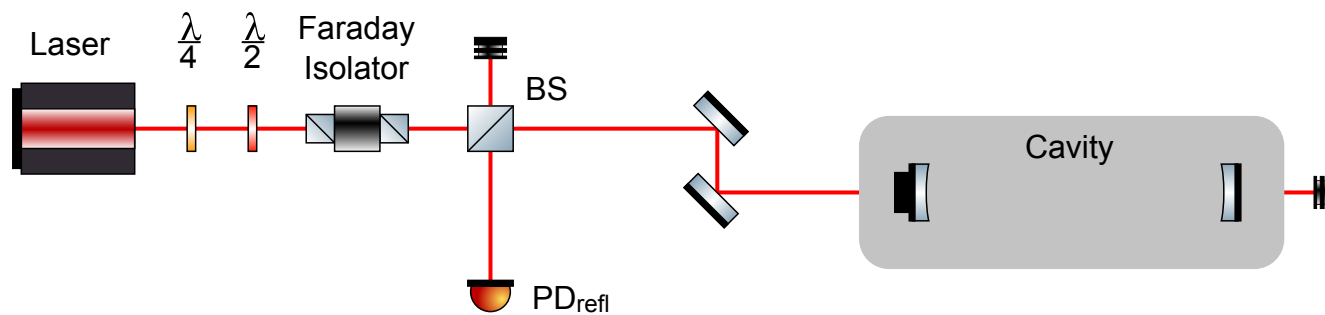 Laser
λ
4
λ
2
Faraday
Isolator
BS
Cavity
PDrefl